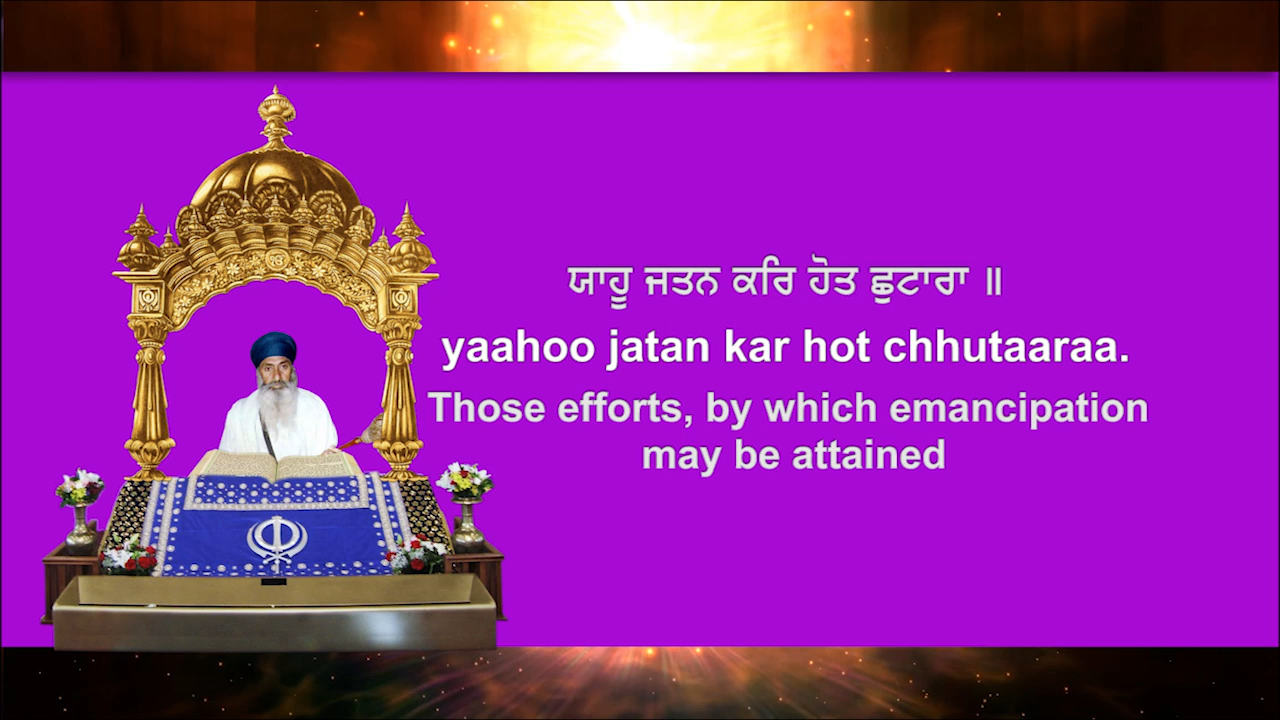 ਯਾਹੂ ਜਤਨ ਕਰਿ ਹੋਤ ਛੁਟਾਰਾ ॥
yaahoo jatan kar hot chhutaaraa.
Those efforts, by which emancipation
may be attained